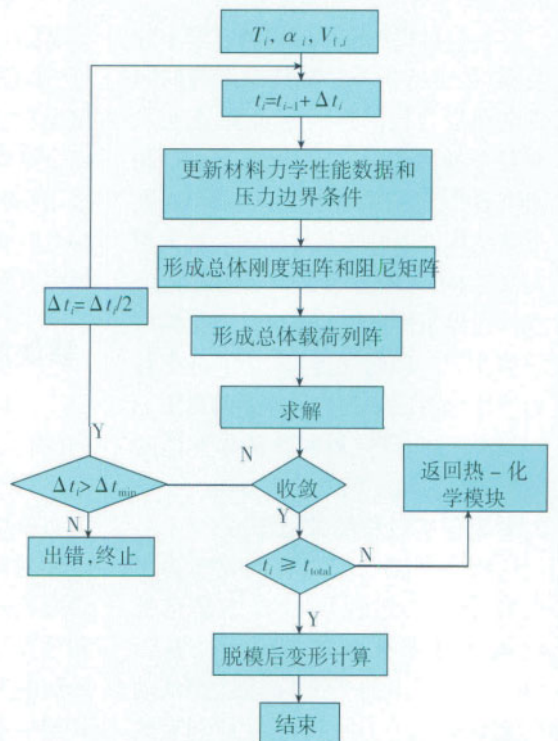 T_i, α_i, V_{f,i}
t_i=t_{i-1}+Δt_i
更新材料力学性能数据和
压力边界条件
形成总体刚度矩阵和阻尼矩阵
Δt_i=Δt_i/2
形成总体载荷列阵
求解
Y
N
返回热-化
学模块
Δt_i>Δt_min
收敛
N
Y
出错,终止
t_i≥t_total
N
Y
脱模后变形计算
结束